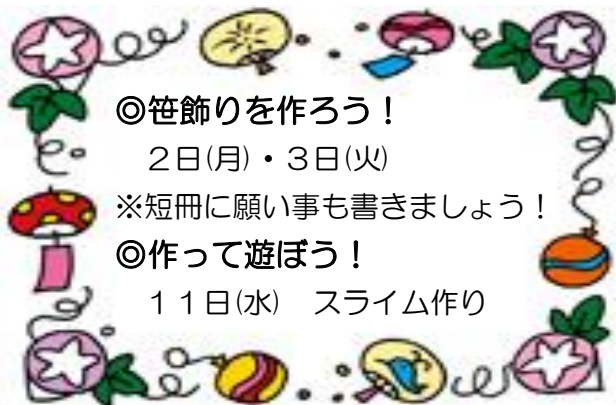 ◎笹飾りを作ろう!
２日(月)・３日(火)
※短冊に願い事も書きましょう！
◎作って遊ぼう！
１１日(水)　スライム作り